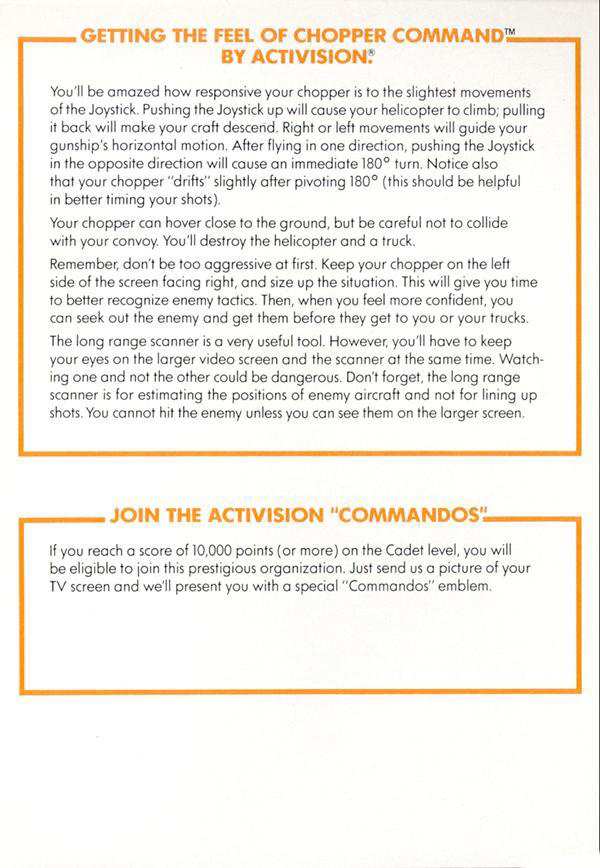 GETTING THE FEEL OF CHOPPER COMMAND™
BY ACTIVISION.®
You'll be amazed how responsive your chopper is to the slightest movements
of the Joystick. Pushing the Joystick up will cause your helicopter to climb; pulling
it back will make your craft descend. Right or left movements will guide your
gunship's horizontal motion. After flying in one direction, pushing the Joystick
in the opposite direction will cause an immediate 180° turn. Notice also
that your chopper "drifts" slightly after pivoting 180° (this should be helpful
in better timing your shots).
Your chopper can hover close to the ground, but be careful not to collide
with your convoy. You'll destroy the helicopter and a truck.
Remember, don't be too aggressive at first. Keep your chopper on the left
side of the screen facing right, and size up the situation. This will give you time
to better recognize enemy tactics. Then, when you feel more confident, you
can seek out the enemy and get them before they get to you or your trucks.
The long range scanner is a very useful tool. However, you'll have to keep
your eyes on the larger video screen and the scanner at the same time. Watch-
ing one and not the other could be dangerous. Don't forget, the long range
scanner is for estimating the positions of enemy aircraft and not for lining up
shots. You cannot hit the enemy unless you can see them on the larger screen.
JOIN THE ACTIVISION "COMMANDOS"
If you reach a score of 10,000 points (or more) on the Cadet level, you will
be eligible to join this prestigious organization. Just send us a picture of your
TV screen and we'll present you with a special "Commandos" emblem.